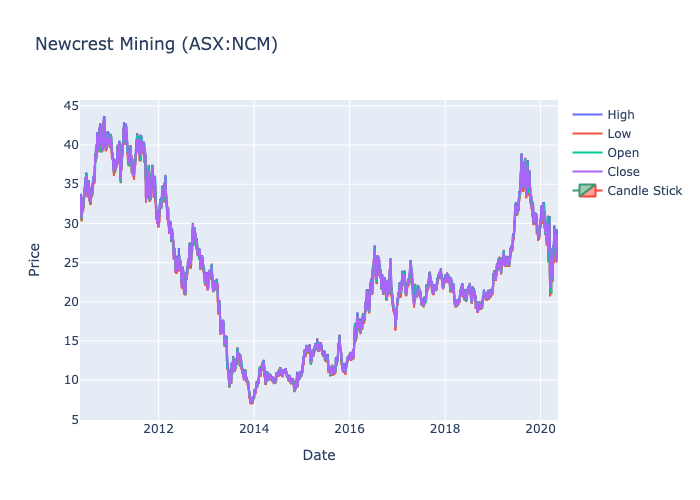 Newcrest Mining (ASX:NCM)
45
40
35
30
25
20
15
10
5
Price
2012
2014
2016
2018
2020
Date
High
Low
Open
Close
Candle Stick